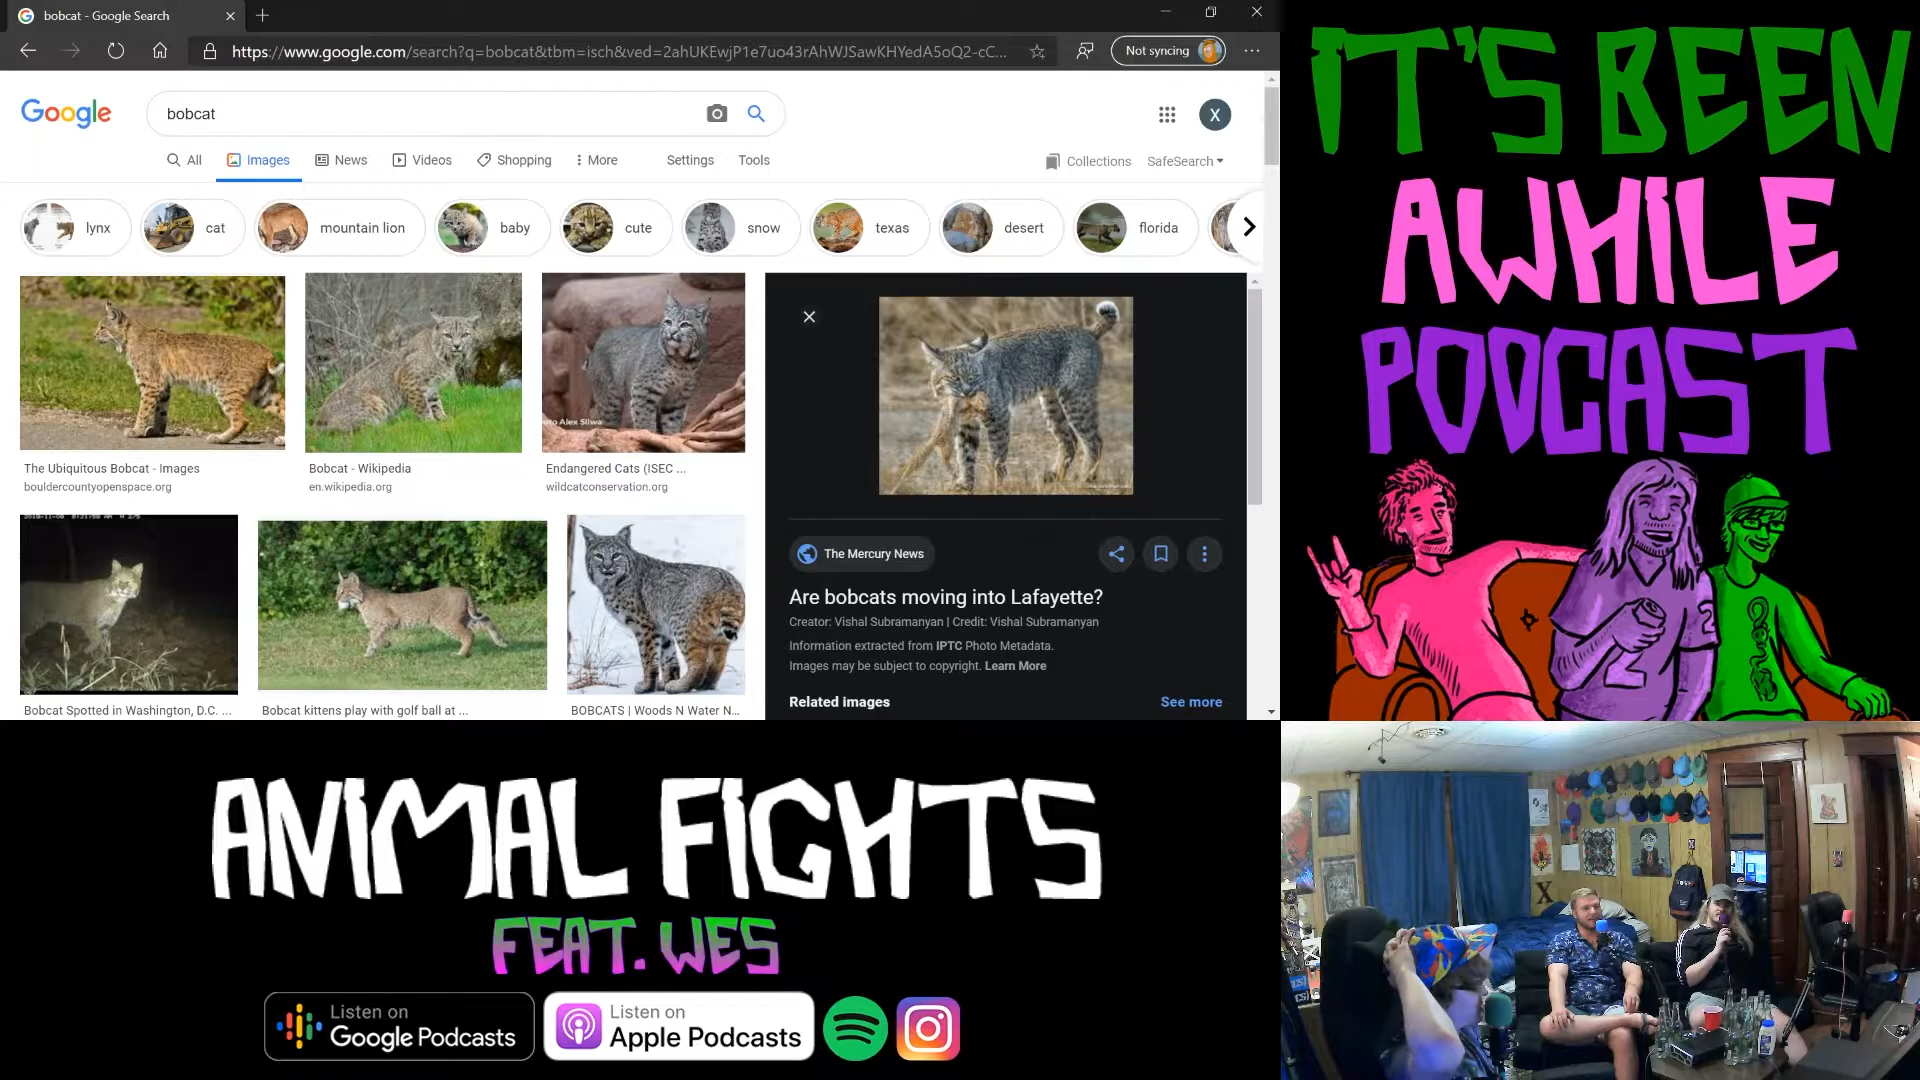 bobcat - Google Search
https://www.google.com/search?q=bobcat&tbm=isch&ved=2ahUKEwjP1e7uo43rAhWJSawKHYedA5oQ2-cC...
Not syncing
Google
bobcat
X
All
Images
News
Videos
Shopping
More
Settings
Tools
Collections
SafeSearch
lynx
cat
mountain lion
baby
cute
snow
texas
desert
florida
oto Alex Sliwa
The Ubiquitous Bobcat - Images
bouldercountyopenspace.org
Bobcat - Wikipedia
en.wikipedia.org
Endangered Cats (ISEC ...
wildcatconservation.org
Bobcat Spotted in Washington, D.C. ...
Bobcat kittens play with golf ball at ...
BOBCATS | Woods N Water N...
The Mercury News
Are bobcats moving into Lafayette?
Creator: Vishal Subramanyan | Credit: Vishal Subramanyan
Information extracted from IPTC Photo Metadata.
Images may be subject to copyright. Learn More
Related images
See more
IT'S BEEN
AWHILE
PODCAST
2
2
ANIMAL FIGHTS
FEAT. WES
Listen on
Google Podcasts
Listen on
Apple Podcasts
X